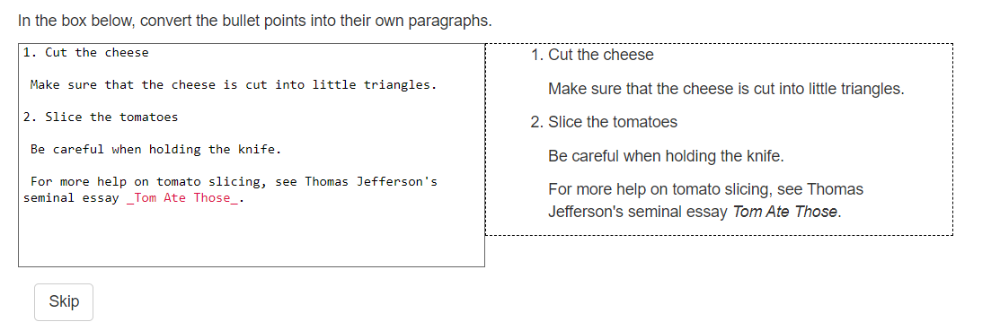 In the box below, convert the bullet points into their own paragraphs.
1. Cut the cheese
Make sure that the cheese is cut into little triangles.
2. Slice the tomatoes
Be careful when holding the knife.
For more help on tomato slicing, see Thomas Jefferson's
seminal essay _Tom Ate Those_.
1. Cut the cheese
Make sure that the cheese is cut into little triangles.
2. Slice the tomatoes
Be careful when holding the knife.
For more help on tomato slicing, see Thomas
Jefferson's seminal essay Tom Ate Those.
Skip